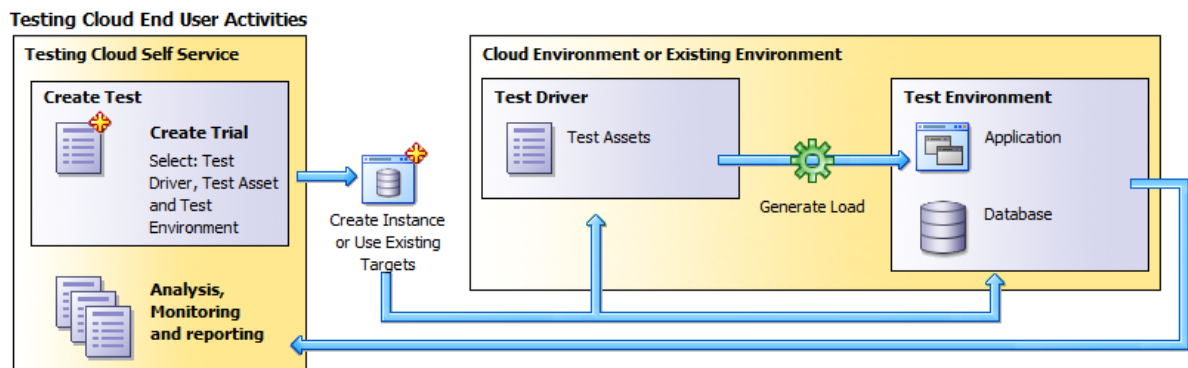 Testing Cloud End User Activities
Testing Cloud Self Service
Create Test
Create Trial
Select: Test
Driver, Test Asset
and Test
Environment
Analysis,
Monitoring
and reporting
Create Instance
or Use Existing
Targets
Cloud Environment or Existing Environment
Test Driver
Test Assets
Generate Load
Test Environment
Application
Database